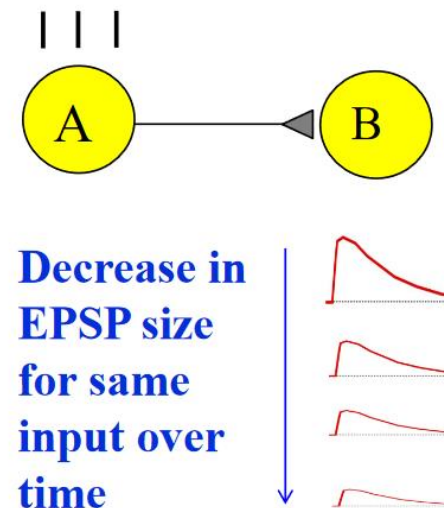 A
B
Decrease in
EPSP size
for same
input over
time